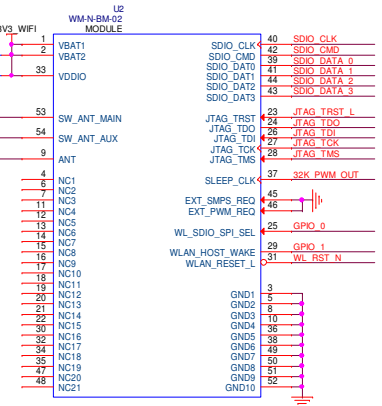 U2
WM-N-BM-02
MODULE
3V3_WIFI
1 VBAT1
2 VBAT2
33 VDDIO
53 SW_ANT_MAIN
54 SW_ANT_AUX
9 ANT
4 NC1
6 NC2
7 NC3
11 NC4
12 NC5
13 NC6
14 NC7
15 NC8
16 NC9
17 NC10
18 NC11
19 NC12
20 NC13
21 NC14
22 NC15
30 NC16
32 NC17
34 NC18
35 NC19
47 NC20
48 NC21
SDIO_CLK 40 SDIO_CLK
SDIO_CMD 42 SDIO_CMD
SDIO_DAT0 39 SDIO_DATA_0
SDIO_DAT1 41 SDIO_DATA_1
SDIO_DAT2 44 SDIO_DATA_2
SDIO_DAT3 43 SDIO_DATA_3
JTAG_TRST 23 JTAG_TRST_L
JTAG_TDO 24 JTAG_TDO
JTAG_TDI 26 JTAG_TDI
JTAG_TCK 27 JTAG_TCK
JTAG_TMS 28 JTAG_TMS
SLEEP_CLK 37 32K_PWM_OUT
EXT_SMPS_REQ 45
EXT_PWM_REQ 46
WL_SDIO_SPI_SEL 25 GPIO_0
WLAN_HOST_WAKE 29 GPIO_1
WLAN_RESET_L 31 WL_RST_N
GND1 3
GND2 5
GND3 8
GND4 10
GND5 36
GND6 38
GND7 49
GND8 50
GND9 51
GND10 52